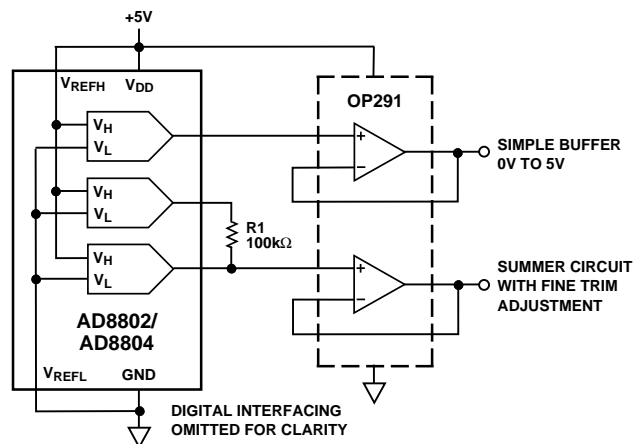 +5V
VREFH
VDD
OP291
VH
VL
+
−
SIMPLE BUFFER
0V TO 5V
VH
VL
R1
100kΩ
VH
VL
+
−
SUMMER CIRCUIT
WITH FINE TRIM
ADJUSTMENT
AD8802/
AD8804
VREFL
GND
DIGITAL INTERFACING
OMITTED FOR CLARITY